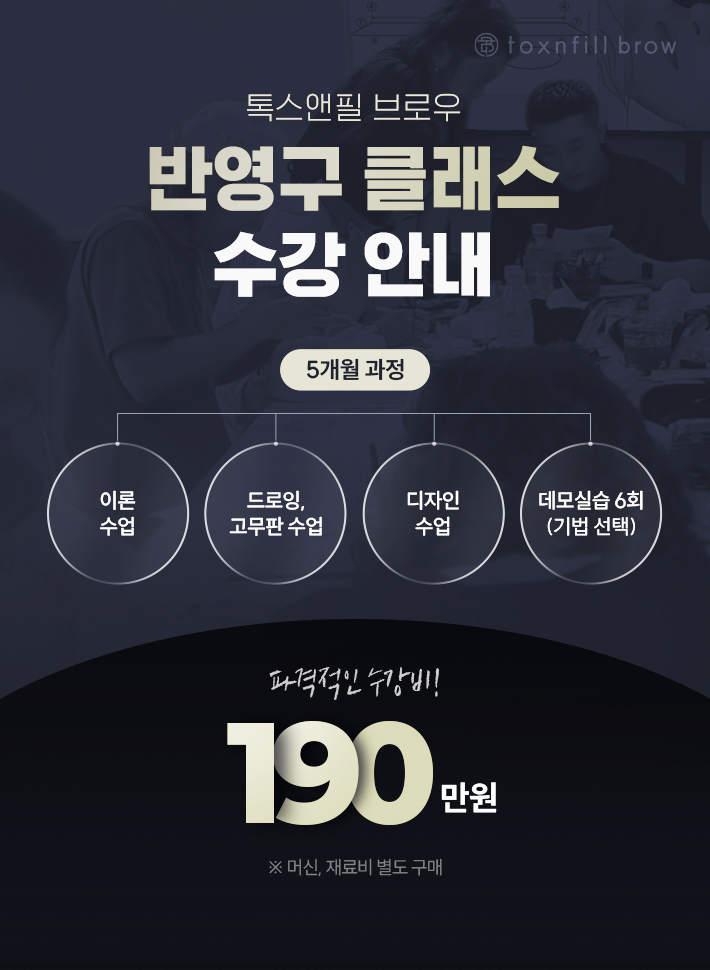 toxnfill brow
톡스앤필 브로우
반영구 클래스
수강 안내
5개월 과정
이론
수업
드로잉,
고무판 수업
디자인
수업
데모실습 6회
(기법 선택)
파격적인 수강비!
190 만원
※ 머신, 재료비 별도 구매